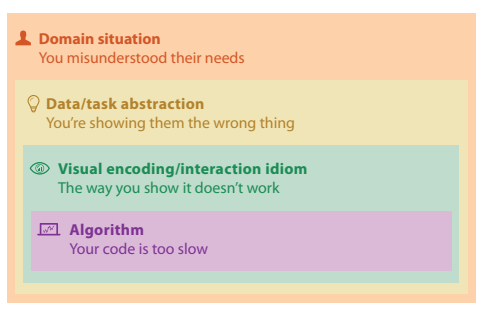 Domain situation
You misunderstood their needs
Data/task abstraction
You're showing them the wrong thing
Visual encoding/interaction idiom
The way you show it doesn't work
Algorithm
Your code is too slow